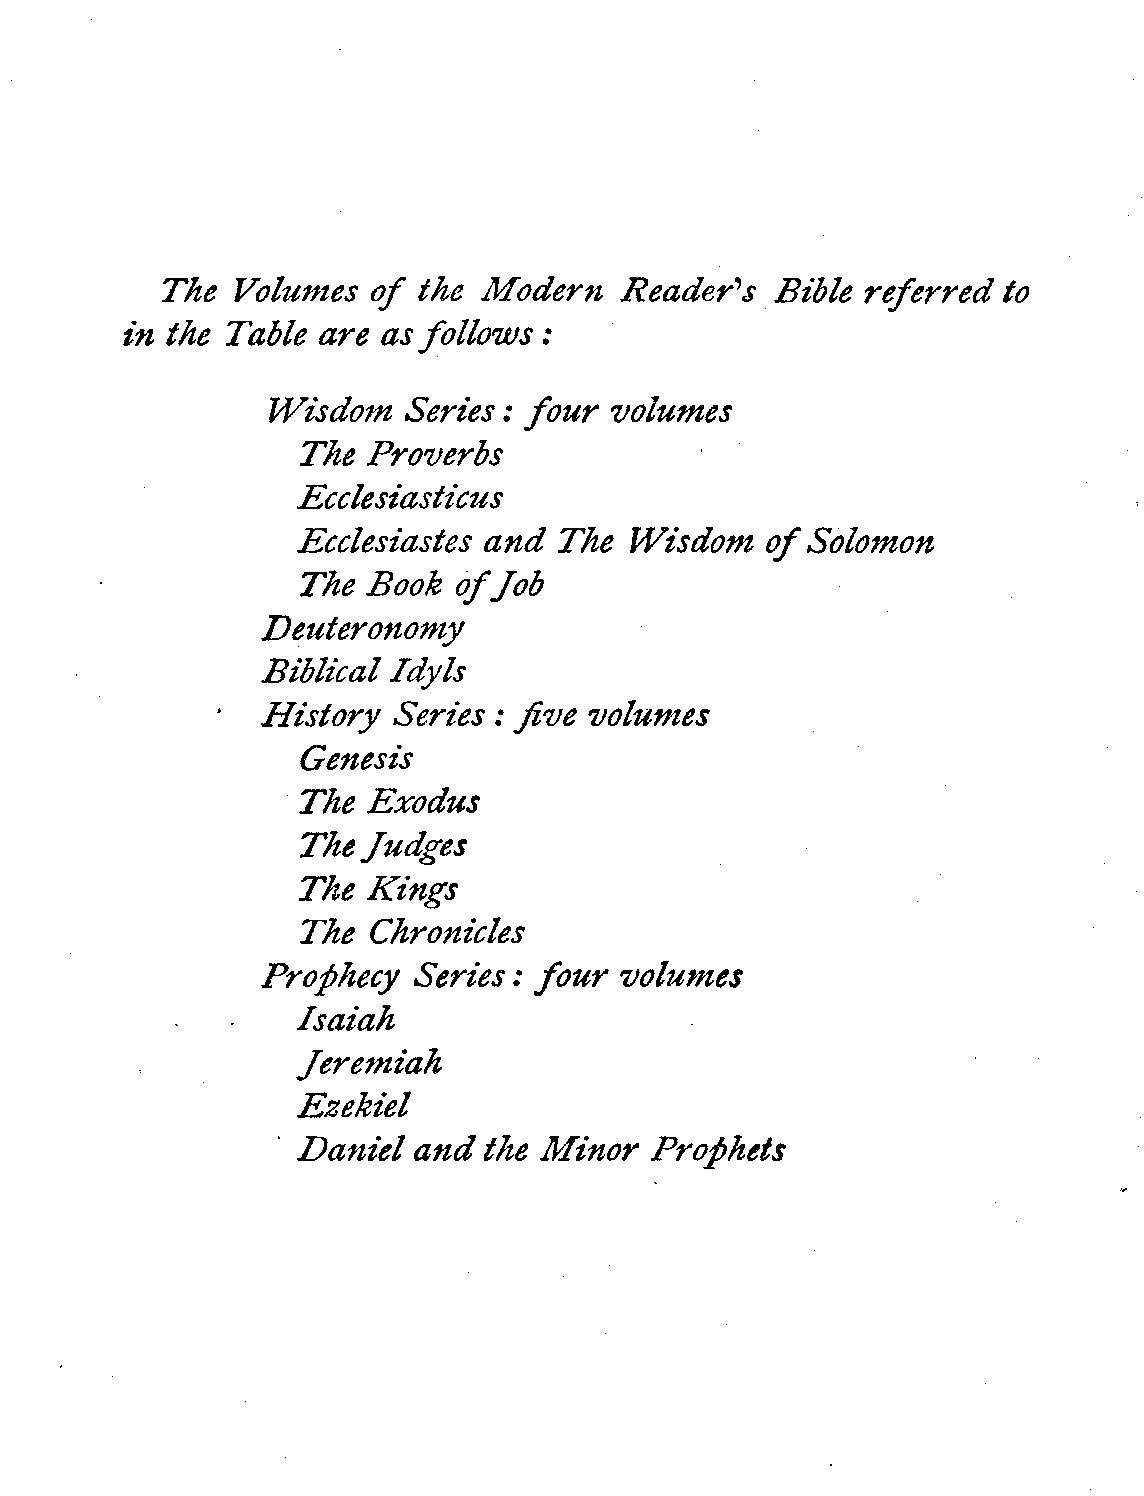 The Volumes of the Modern Reader's Bible referred to
in the Table are as follows :
Wisdom Series : four volumes
The Proverbs
Ecclesiasticus
Ecclesiastes and The Wisdom of Solomon
The Book of Job
Deuteronomy
Biblical Idyls
History Series : five volumes
Genesis
The Exodus
The Judges
The Kings
The Chronicles
Prophecy Series : four volumes
Isaiah
Jeremiah
Ezekiel
Daniel and the Minor Prophets